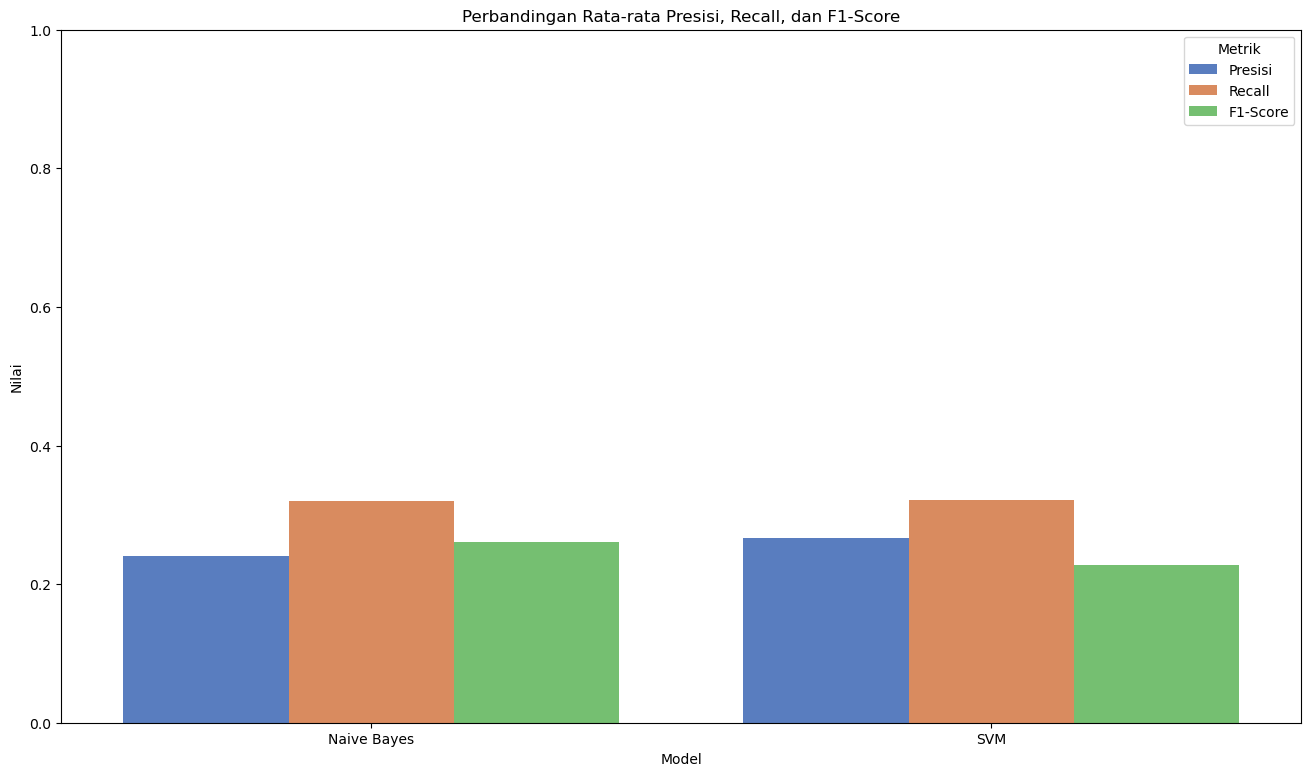 Perbandingan Rata-rata Presisi, Recall, dan F1-Score
Metrik
Presisi
Recall
F1-Score
1.0
0.8
0.6
0.4
0.2
0.0
Nilai
Naive Bayes
SVM
Model